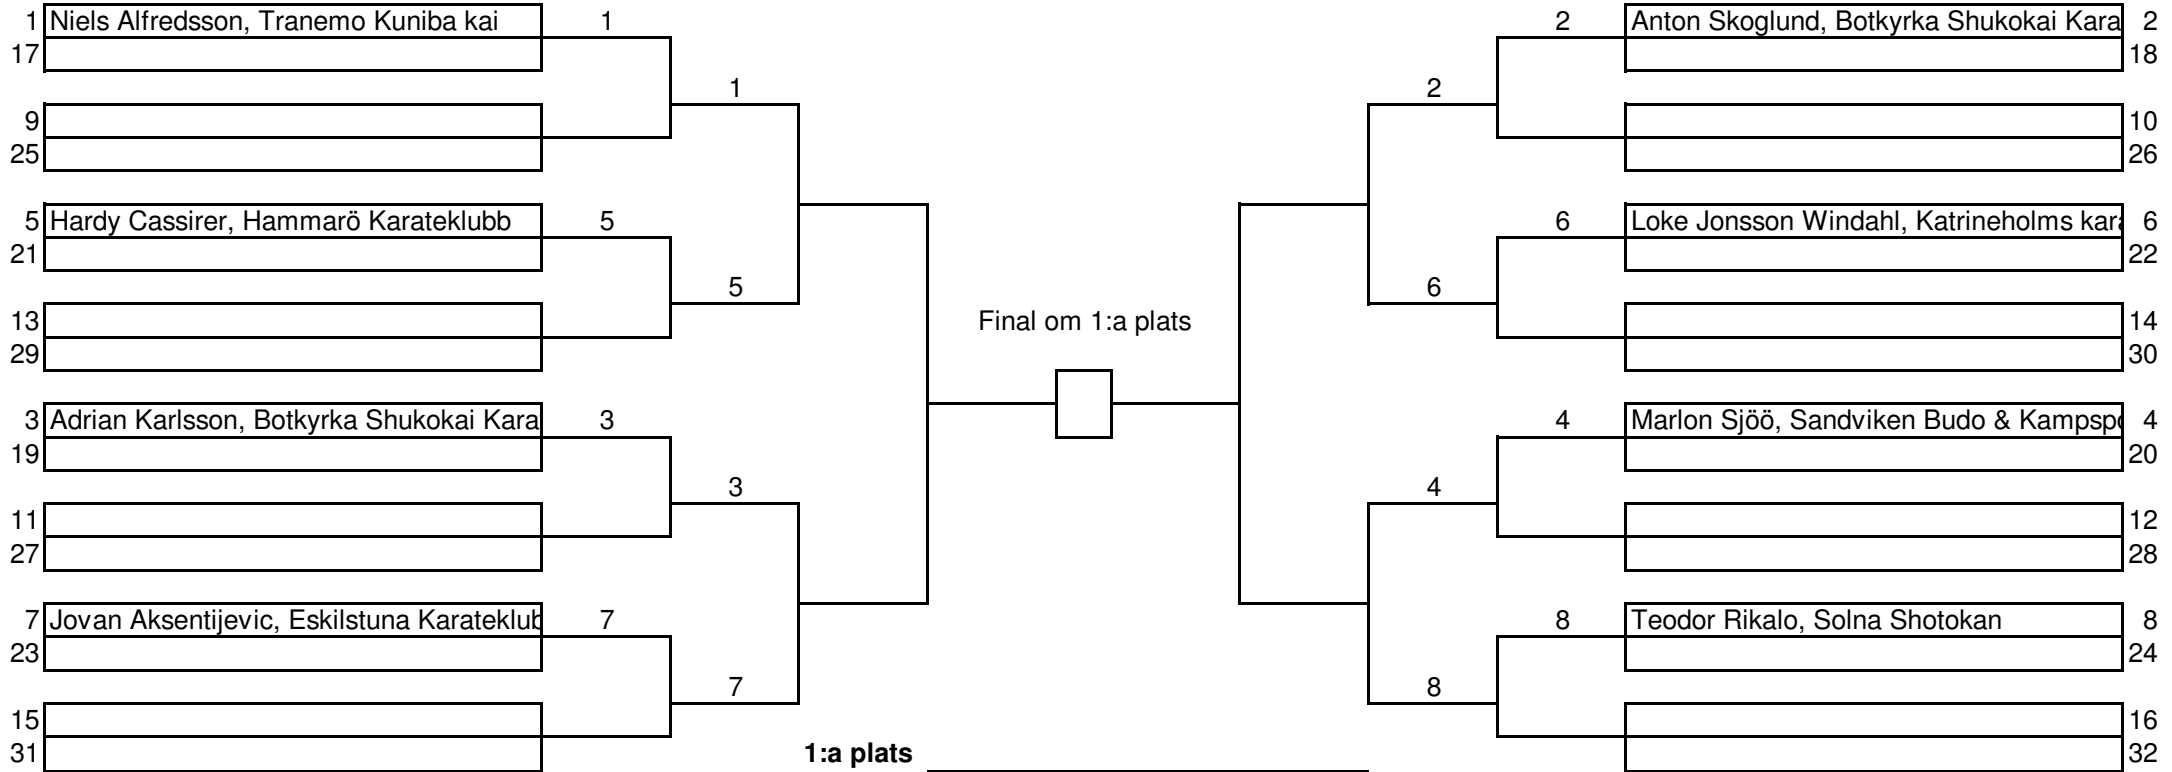 1 Niels Alfredsson, Tranemo Kuniba kai 1 2 Anton Skoglund, Botkyrka Shukokai Kara 2
17 18
1 2
9 10
25 26
5 Hardy Cassirer, Hammarö Karateklubb 5 6 Loke Jonsson Windahl, Katrineholms kara 6
21 22
5 6
13 Final om 1:a plats 14
29 30
3 Adrian Karlsson, Botkyrka Shukokai Kara 3 4 Marlon Sjöö, Sandviken Budo & Kampspo 4
19 20
3 4
11 12
27 28
7 Jovan Aksentijevic, Eskilstuna Karateklub 7 8 Teodor Rikalo, Solna Shotokan 8
23 24
7 8
15 16
31 1:a plats 32